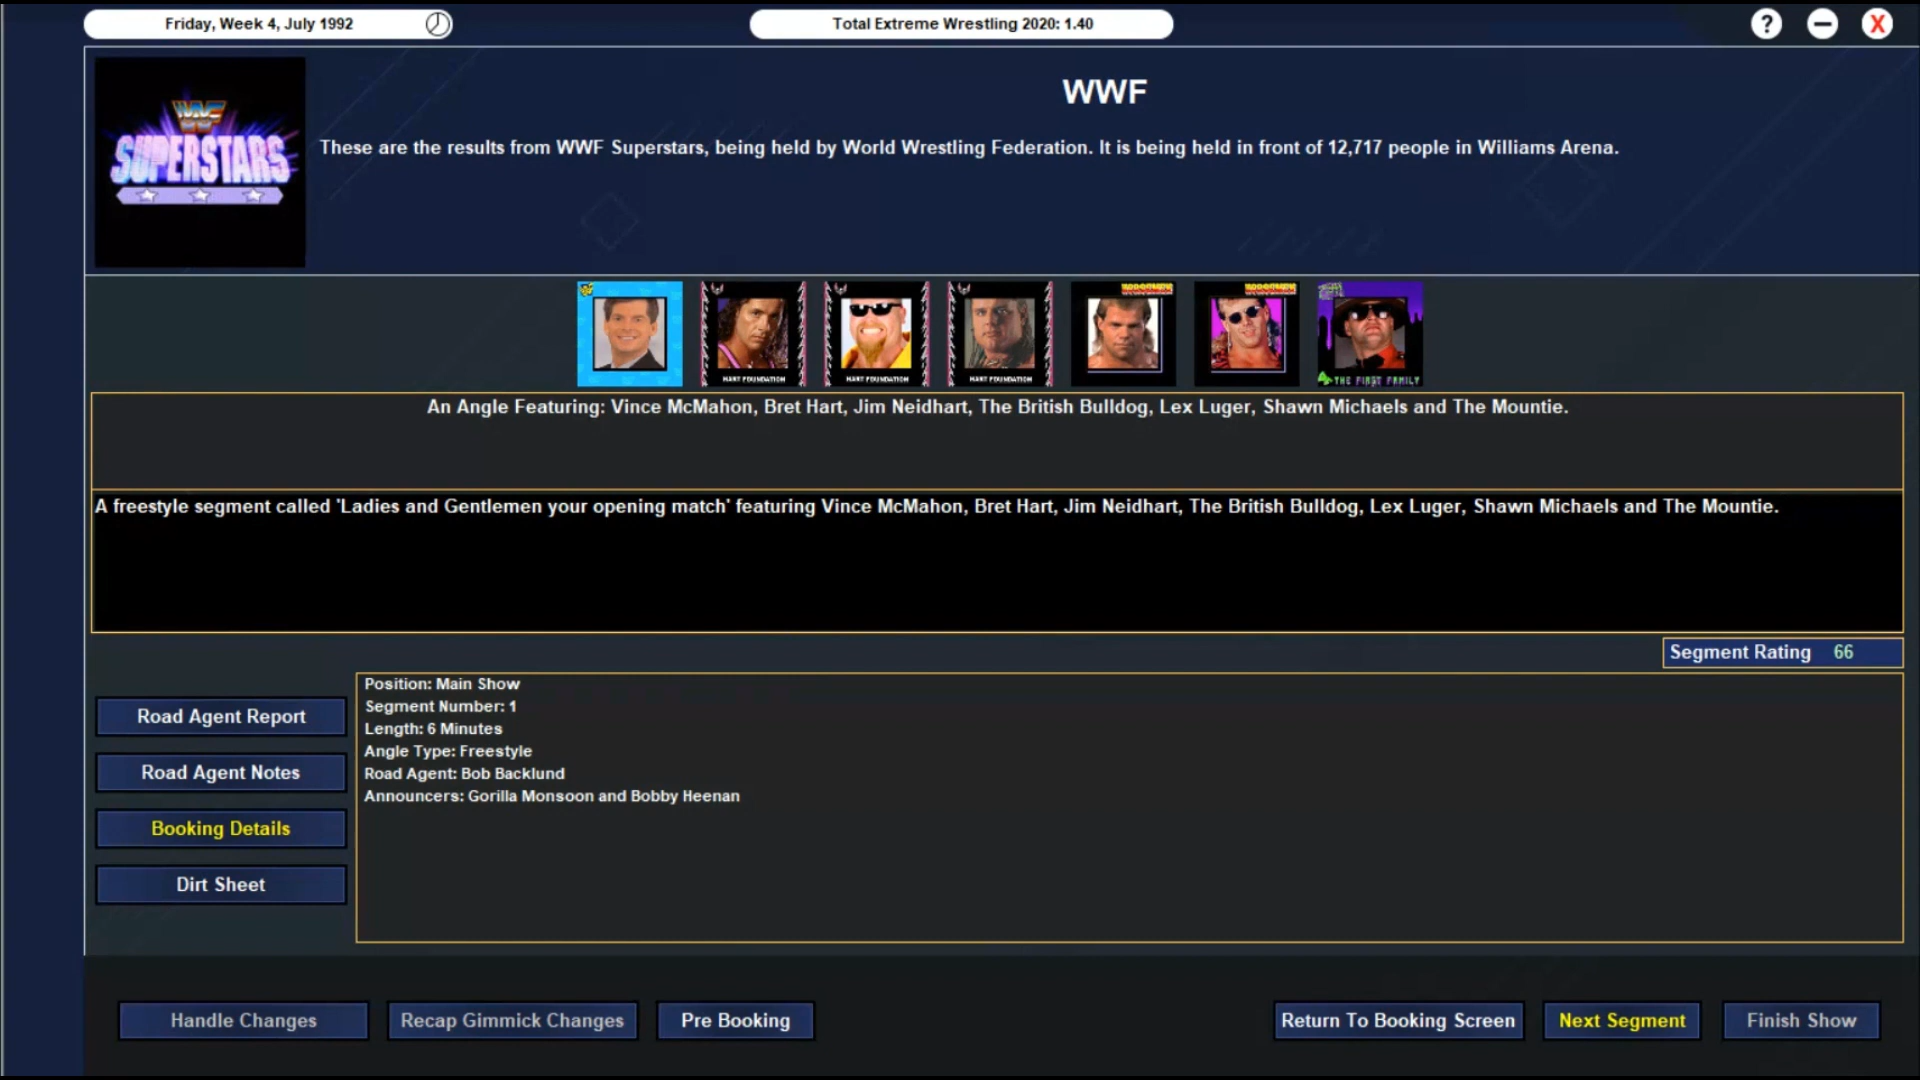 Friday, Week 4, July 1992
Total Extreme Wrestling 2020: 1.40
?
X
WWF
SUPERSTARS
These are the results from WWF Superstars, being held by World Wrestling Federation. It is being held in front of 12,717 people in Williams Arena.
HART FOUNDATION
HART FOUNDATION
HART FOUNDATION
THE FIRST FAMILY
An Angle Featuring: Vince McMahon, Bret Hart, Jim Neidhart, The British Bulldog, Lex Luger, Shawn Michaels and The Mountie.
A freestyle segment called 'Ladies and Gentlemen your opening match' featuring Vince McMahon, Bret Hart, Jim Neidhart, The British Bulldog, Lex Luger, Shawn Michaels and The Mountie.
Segment Rating 66
Road Agent Report
Road Agent Notes
Booking Details
Dirt Sheet
Position: Main Show
Segment Number: 1
Length: 6 Minutes
Angle Type: Freestyle
Road Agent: Bob Backlund
Announcers: Gorilla Monsoon and Bobby Heenan
Handle Changes
Recap Gimmick Changes
Pre Booking
Return To Booking Screen
Next Segment
Finish Show